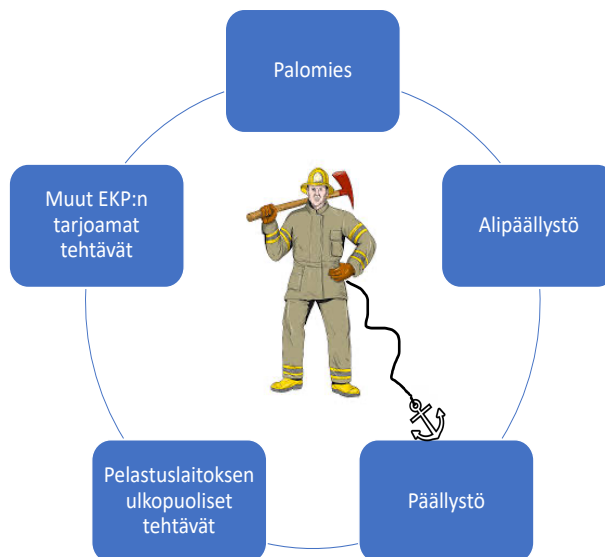 Palomies
Muut EKP:n
tarjoamat
tehtävät
Alipäällystö
Pelastuslaitoksen
ulkopuoliset
tehtävät
Päällystö